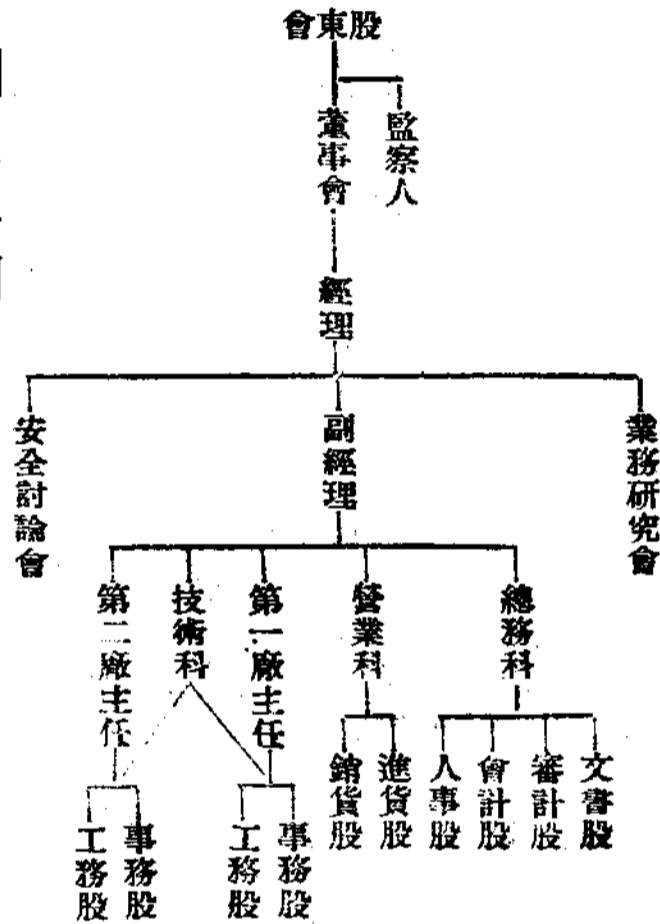 股東會
監察人
董事會
經理
業務研究會
副經理
安全討論會
總務科
營業科
第一廠主任
技術科
第二廠主任
文書股
審計股
會計股
人事股
進貨股
銷貨股
事務股
工務股
事務股
工務股